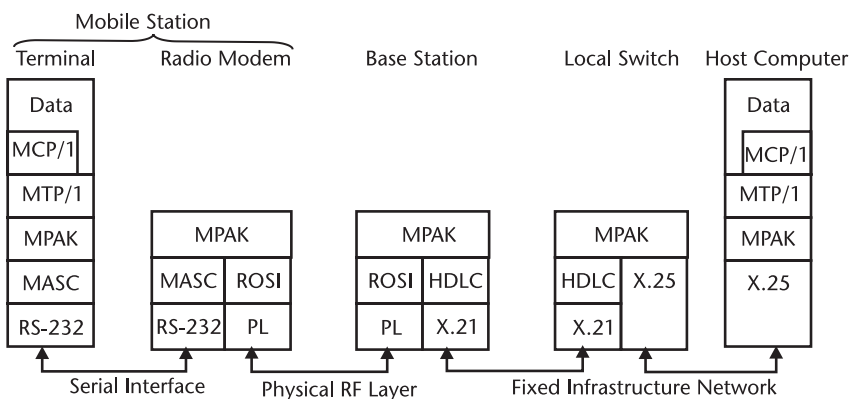 Mobile Station
Terminal Radio Modem Base Station Local Switch Host Computer
Data Data
MCP/1 MCP/1
MTP/1 MTP/1
MPAK MPAK MPAK MPAK MPAK
MASC MASC ROSI ROSI HDLC HDLC X.25 X.25
RS-232 RS-232 PL PL X.21 X.21
Serial Interface Physical RF Layer Fixed Infrastructure Network